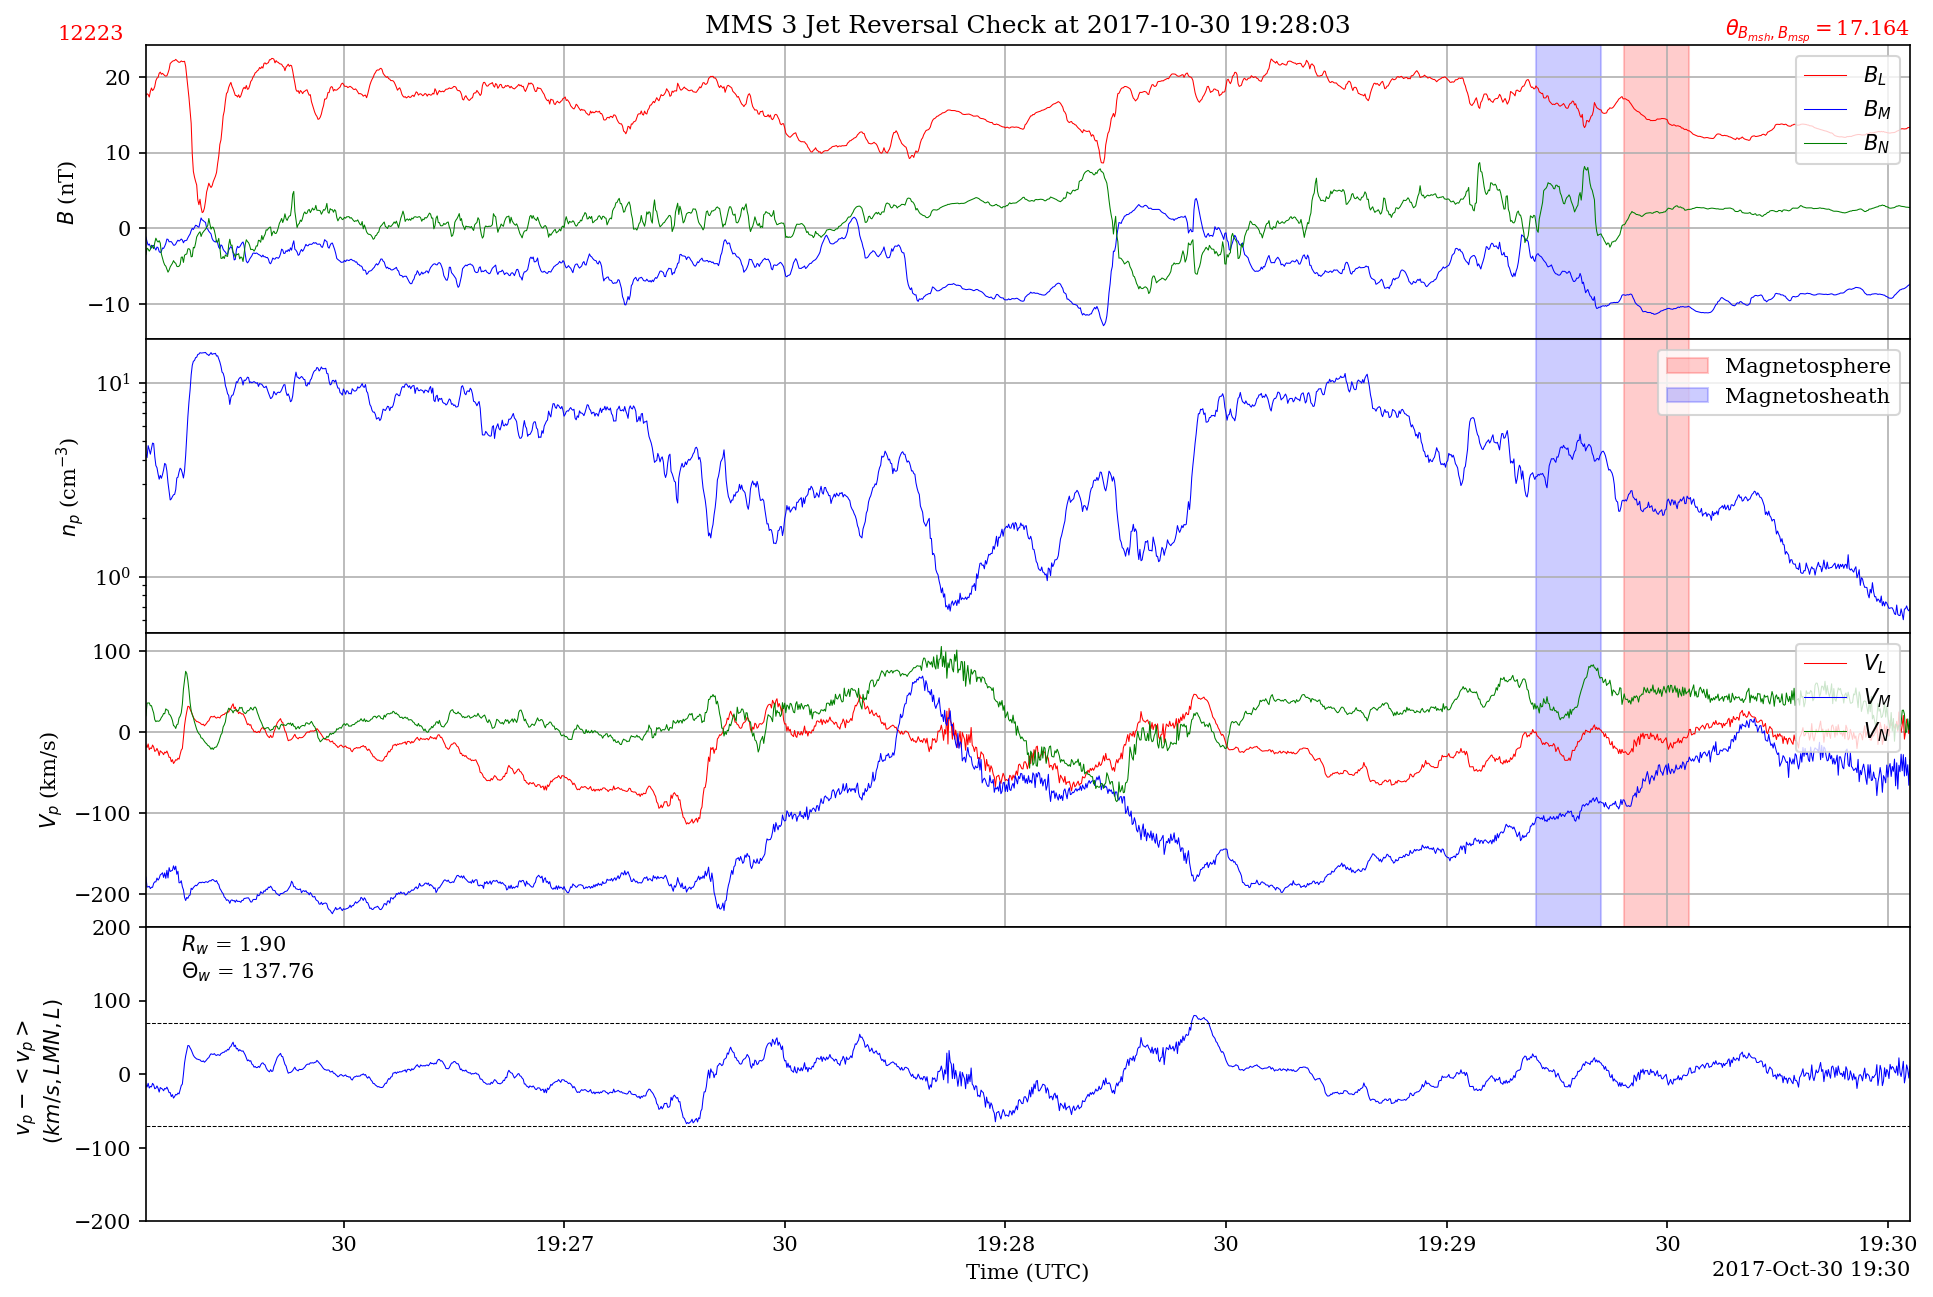 MMS 3 Jet Reversal Check at 2017-10-30 19:28:03
12223
θ_{B_{msh}, B_{msp}} = 17.164
20
10
0
−10
B (nT)
B_L
B_M
B_N
10^1
10^0
n_p (cm^{−3})
Magnetosphere
Magnetosheath
100
0
−100
−200
V_p (km/s)
V_L
V_M
V_N
200
100
0
−100
−200
v_p − <v_p>
(km/s, LMN, L)
R_w = 1.90
Θ_w = 137.76
30 19:27 30 19:28 30 19:29 30 19:30
Time (UTC)
2017-Oct-30 19:30